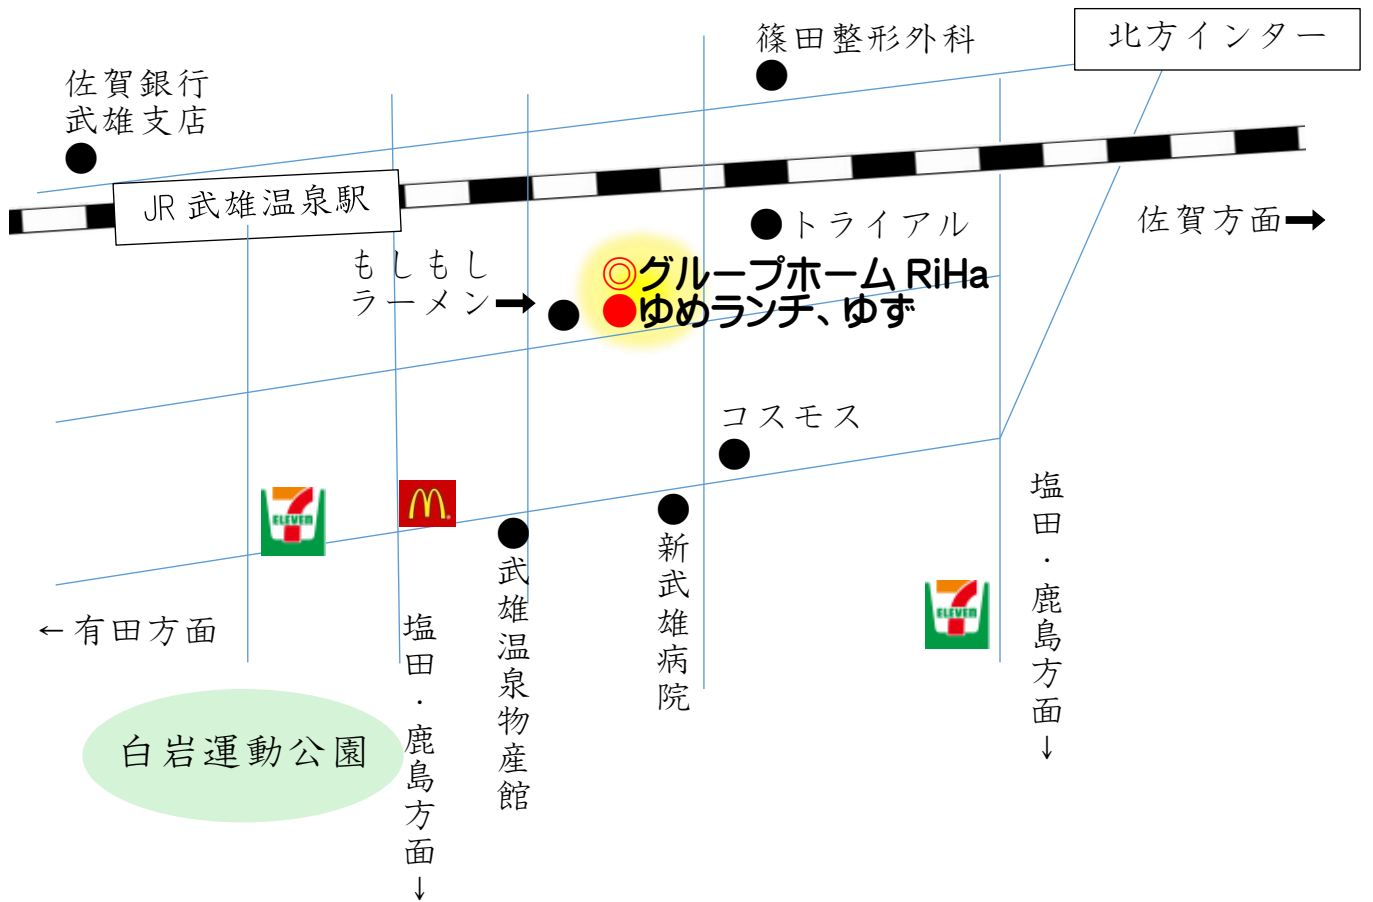 篠田整形外科
北方インター
佐賀銀行
武雄支店
JR 武雄温泉駅
トライアル
佐賀方面➡
もしもし
ラーメン➡
◎グループホーム RiHa
●ゆめランチ、ゆず
コスモス
ELEVEN
M
武雄温泉物産館
新武雄病院
ELEVEN
塩田・鹿島方面↓
←有田方面
塩田・鹿島方面↓
白岩運動公園